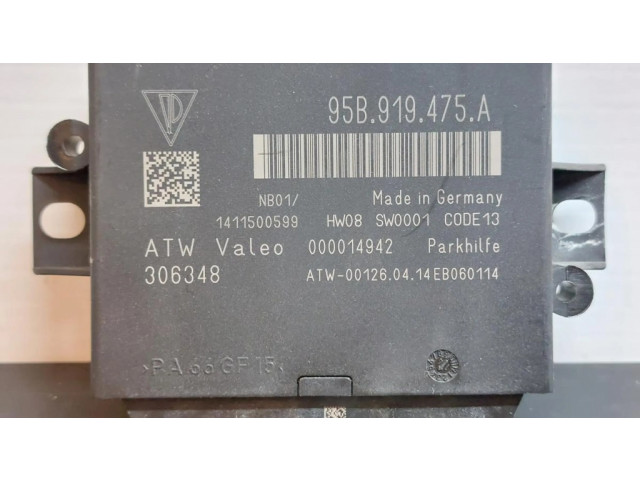 95B.919.475.A
NB01/ Made in Germany
1411500599 HW08 SW0001 CODE13
ATW Valeo 000014942 Parkhilfe
306348 ATW-00126.04.14EB060114
>PA66GF15<